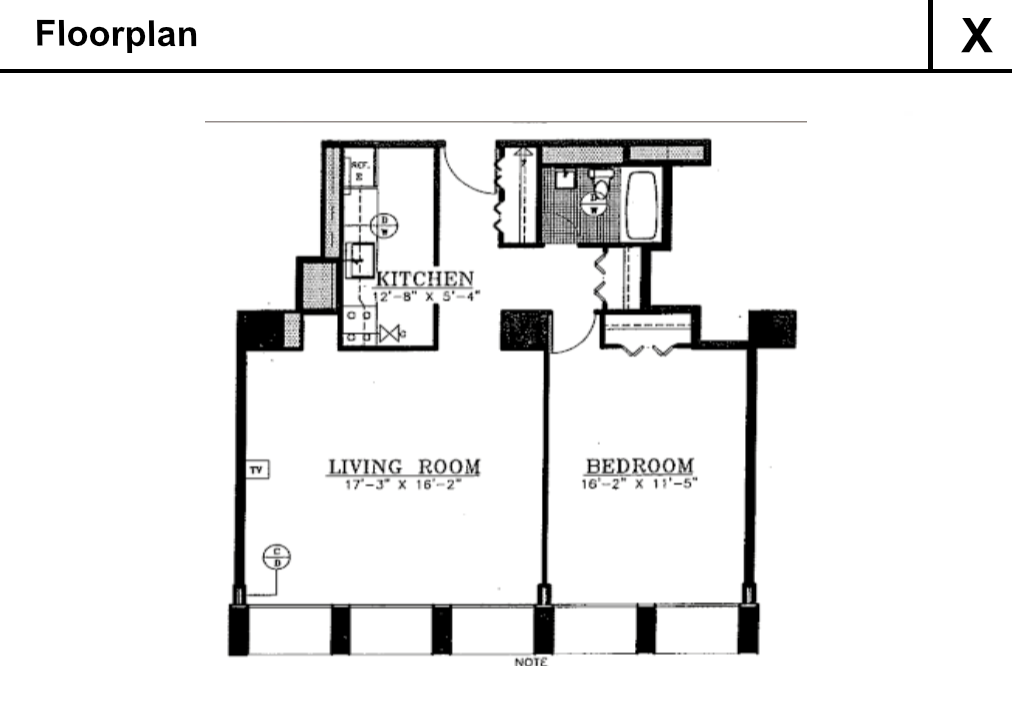 Floorplan
X
REF.
D
W
D
W
KITCHEN
12'-8" X 5'-4"
LIVING ROOM
17'-3" X 16'-2"
BEDROOM
16'-2" X 11'-5"
TV
C
D
NOTE